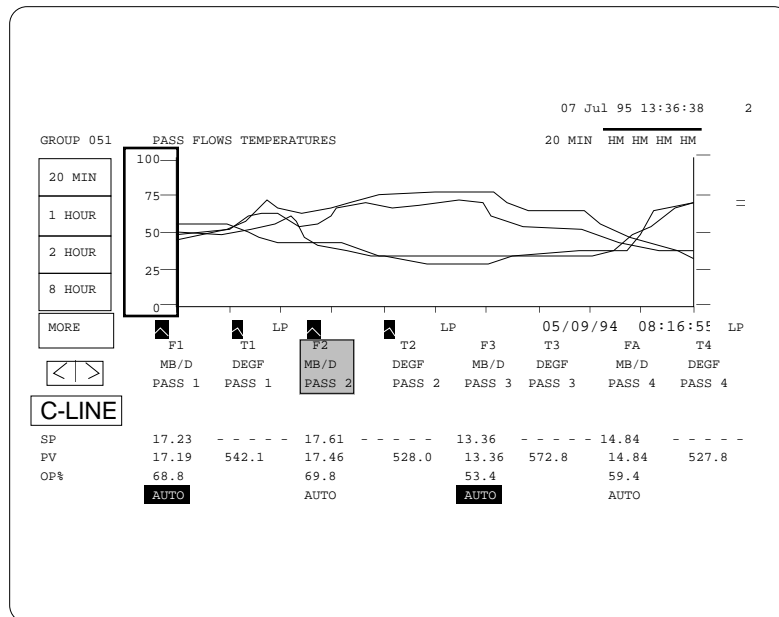 07 Jul 95 13:36:38 2
GROUP 051 PASS FLOWS TEMPERATURES 20 MIN HM HM HM HM
100
20 MIN
75
1 HOUR
50
2 HOUR
25
8 HOUR
0
MORE LP LP 05/09/94 08:16:55 LP
F1 T1 F2 T2 F3 T3 FA T4
MB/D DEGF MB/D DEGF MB/D DEGF MB/D DEGF
PASS 1 PASS 1 PASS 2 PASS 2 PASS 3 PASS 3 PASS 4 PASS 4
C-LINE
SP 17.23 - - - - - 17.61 - - - - - 13.36 - - - - - 14.84 - - - - -
PV 17.19 542.1 17.46 528.0 13.36 572.8 14.84 527.8
OP% 68.8 69.8 53.4 59.4
AUTO AUTO AUTO AUTO